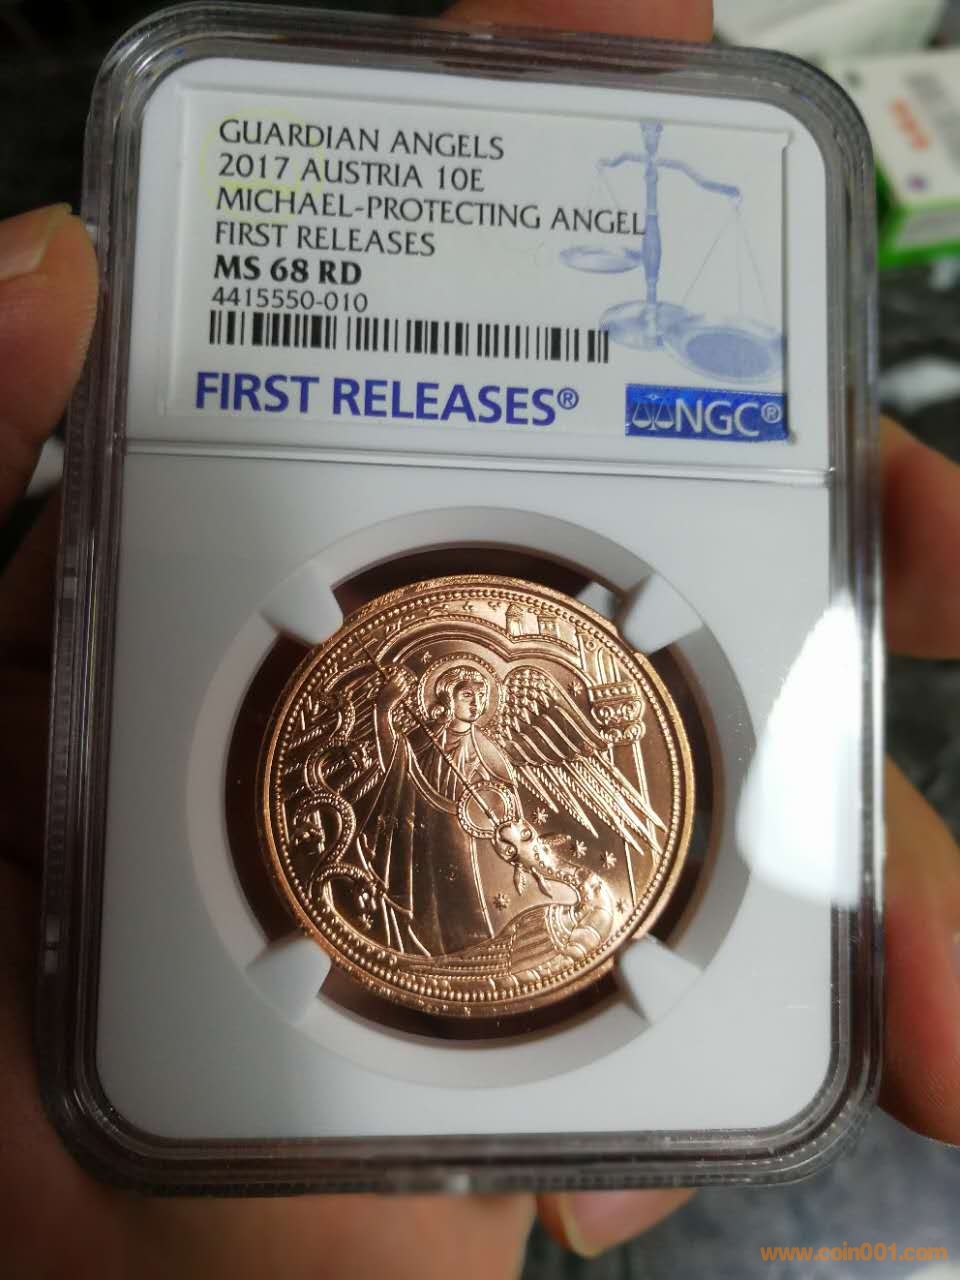 GUARDIAN ANGELS
2017 AUSTRIA 10E
MICHAEL-PROTECTING ANGEL
FIRST RELEASES
MS 68 RD
4415550-010
FIRST RELEASES®
NGC®
www.coin001.com